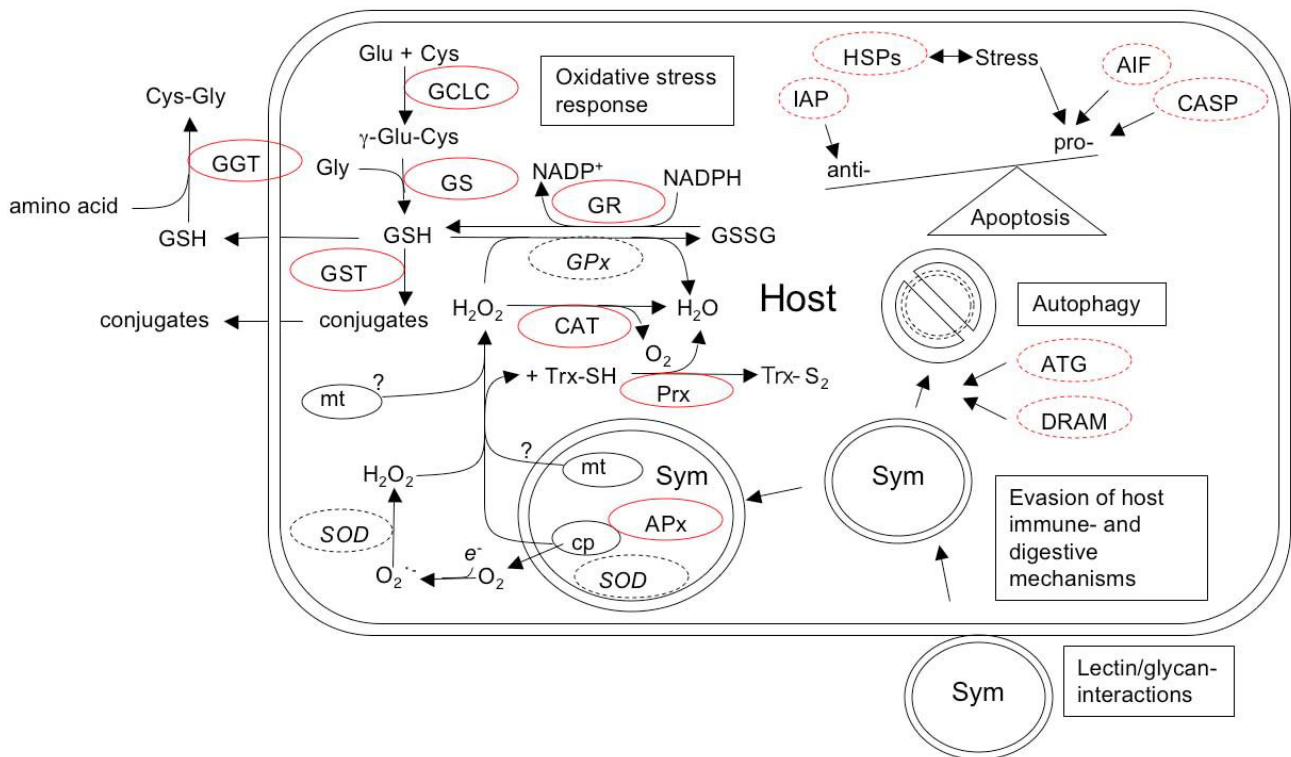 Glu + Cys
GCLC
γ-Glu-Cys
Gly
GS
Cys-Gly
GGT
amino acid
GSH
GSH
GST
conjugates
conjugates
Oxidative stress
response
NADP⁺
NADPH
GR
GSSG
GPx
H₂O₂
H₂O
CAT
O₂
+ Trx-SH
Trx- S₂
Prx
mt
?
H₂O₂
SOD
O₂˙⁻
e⁻
O₂
?
mt
Sym
APx
cp
SOD
Host
HSPs
Stress
AIF
IAP
CASP
pro-
anti-
Apoptosis
Autophagy
ATG
DRAM
Sym
Evasion of host
immune- and
digestive
mechanisms
Sym
Lectin/glycan-
interactions